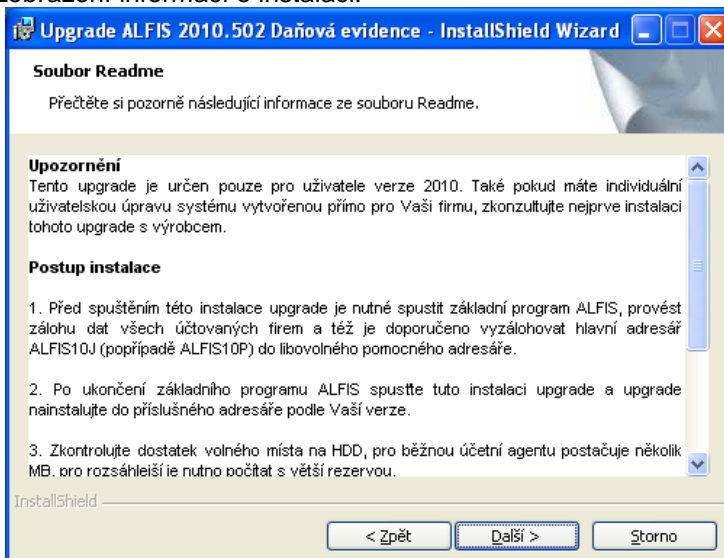 zobrazení informací o instalaci.
Upgrade ALFIS 2010.502 Daňová evidence - InstallShield Wizard
Soubor Readme
Přečtěte si pozorně následující informace ze souboru Readme.
Upozornění
Tento upgrade je určen pouze pro uživatele verze 2010. Také pokud máte individuální
uživatelskou úpravu systému vytvořenou přímo pro Vaši firmu, zkonzultujte nejprve instalaci
tohoto upgrade s výrobcem.
Postup instalace
1. Před spuštěním této instalace upgrade je nutné spustit základní program ALFIS, provést
zálohu dat všech účtovaných firem a též je doporučeno vyzálohovat hlavní adresář
ALFIS10J (popřípadě ALFIS10P) do libovolného pomocného adresáře.
2. Po ukončení základního programu ALFIS spusťte tuto instalaci upgrade a upgrade
nainstalujte do příslušného adresáře podle Vaší verze.
3. Zkontrolujte dostatek volného místa na HDD, pro běžnou účetní agentu postačuje několik
MB, pro rozsáhlejší je nutno počítat s větší rezervou.
InstallShield
< Zpět
Další >
Storno